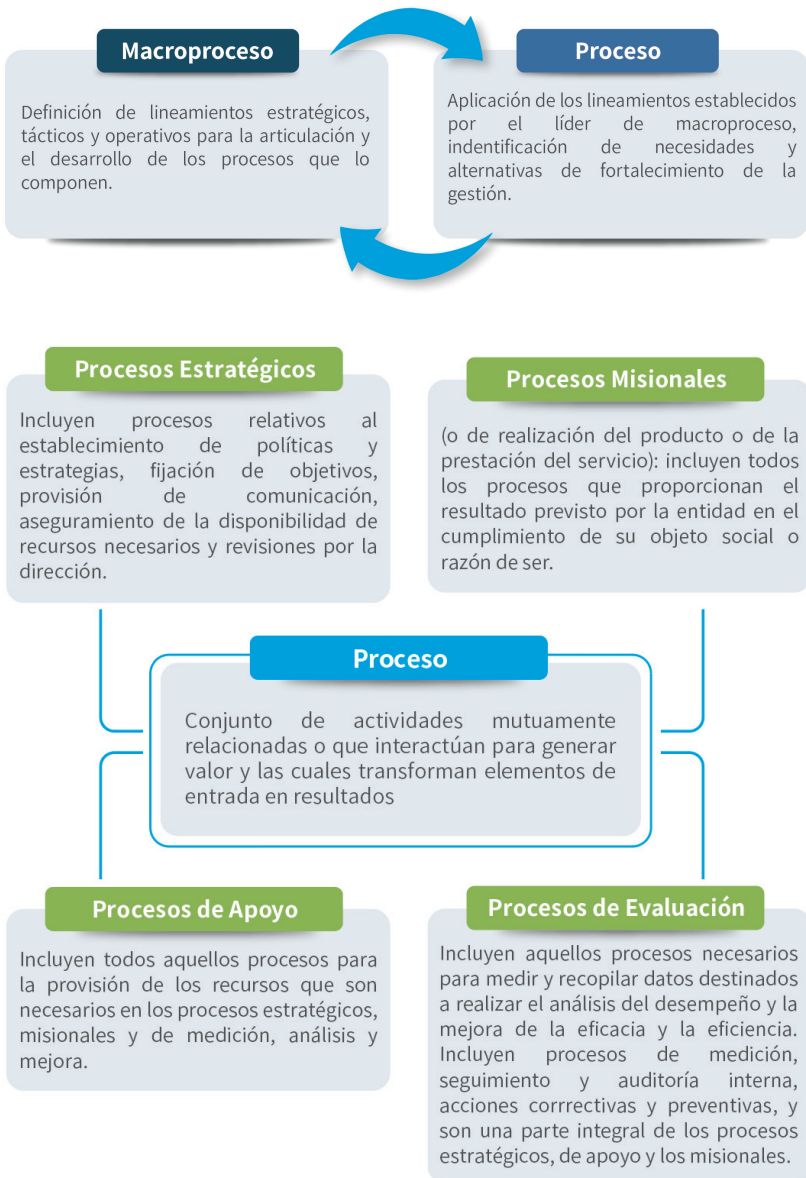 Macroproceso
Definición de lineamientos estratégicos,
tácticos y operativos para la articulación y
el desarrollo de los procesos que lo
componen.
Proceso
Aplicación de los lineamientos establecidos
por el líder de macroproceso,
indentificación de necesidades y
alternativas de fortalecimiento de la
gestión.
Procesos Estratégicos
Incluyen procesos relativos al
establecimiento de políticas y
estrategias, fijación de objetivos,
provisión de comunicación,
aseguramiento de la disponibilidad de
recursos necesarios y revisiones por la
dirección.
Procesos Misionales
(o de realización del producto o de la
prestación del servicio): incluyen todos
los procesos que proporcionan el
resultado previsto por la entidad en el
cumplimiento de su objeto social o
razón de ser.
Proceso
Conjunto de actividades mutuamente
relacionadas o que interactúan para generar
valor y las cuales transforman elementos de
entrada en resultados
Procesos de Apoyo
Incluyen todos aquellos procesos para
la provisión de los recursos que son
necesarios en los procesos estratégicos,
misionales y de medición, análisis y
mejora.
Procesos de Evaluación
Incluyen aquellos procesos necesarios
para medir y recopilar datos destinados
a realizar el análisis del desempeño y la
mejora de la eficacia y la eficiencia.
Incluyen procesos de medición,
seguimiento y auditoría interna,
acciones corrrectivas y preventivas, y
son una parte integral de los procesos
estratégicos, de apoyo y los misionales.